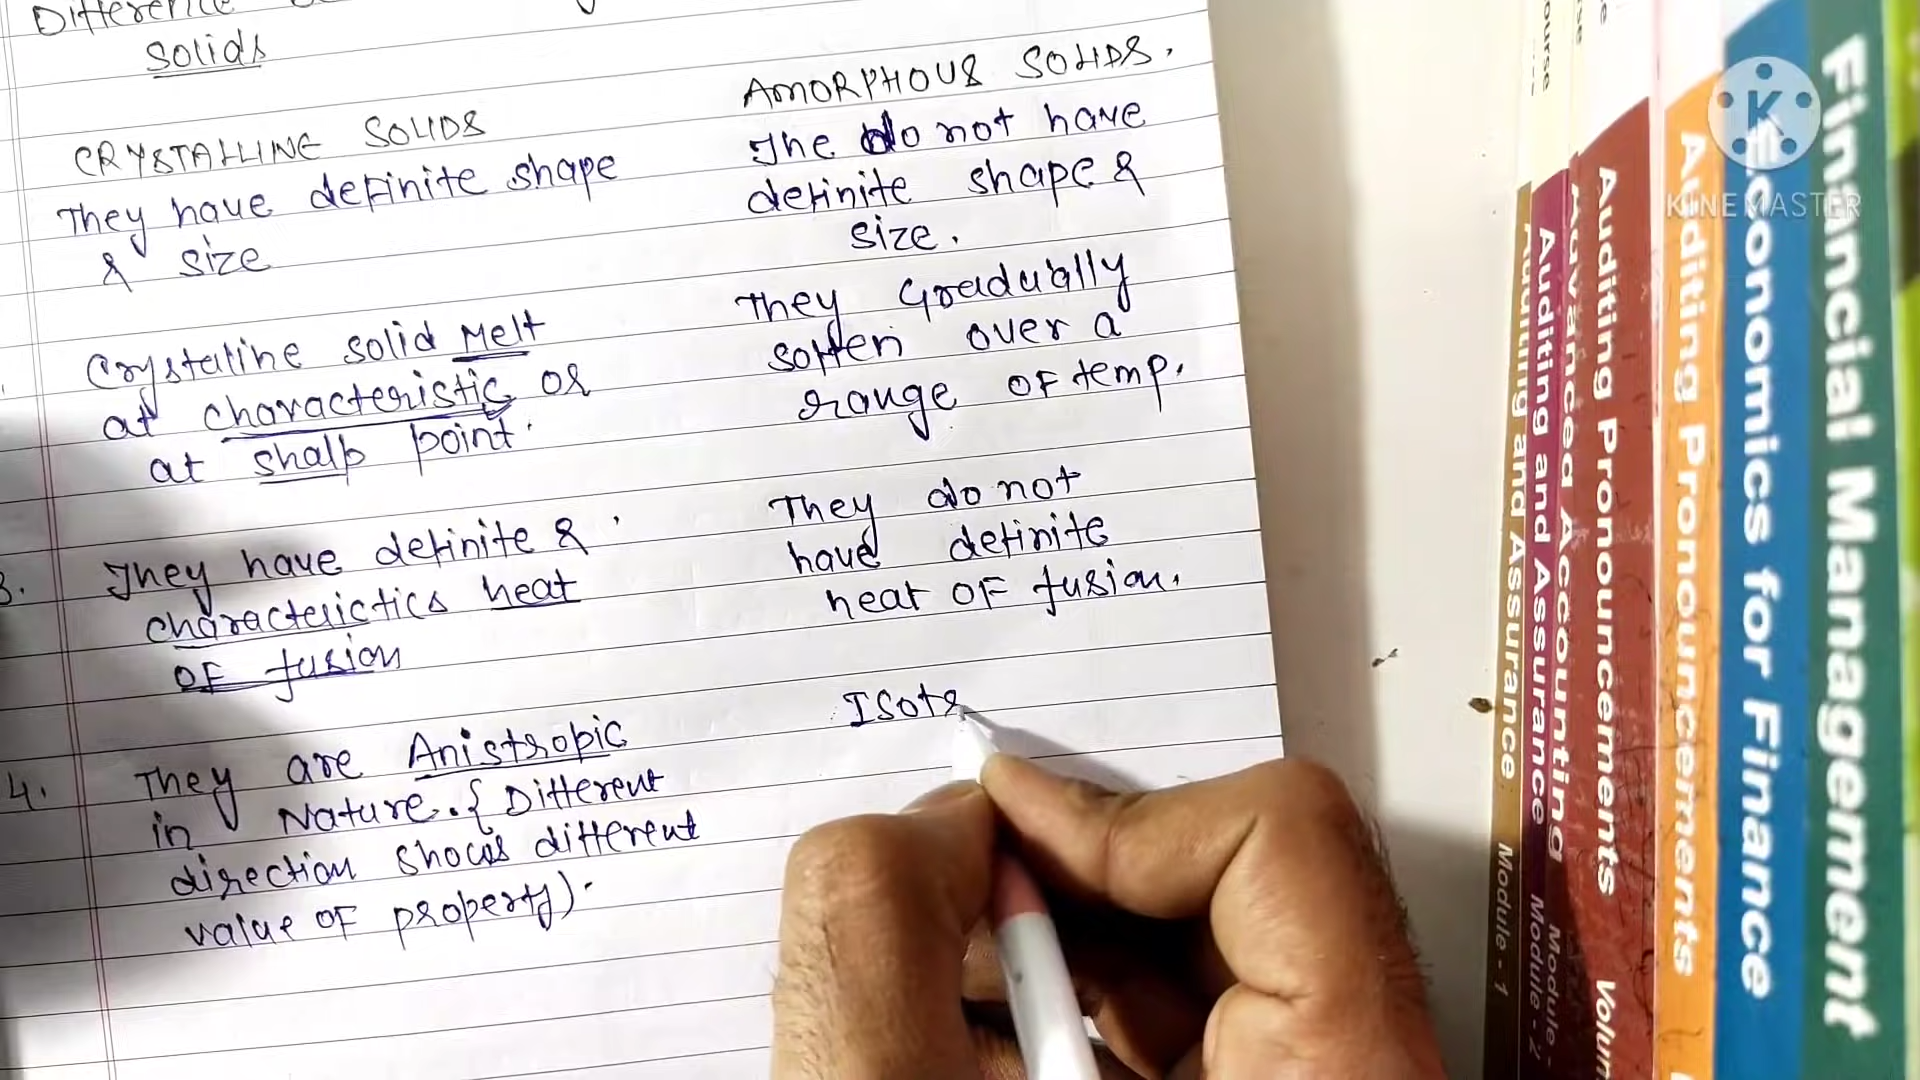 Difference
Solids
CRYSTALLINE SOLIDS
They have definite shape
& size
Crystalline solid Melt
at characteristic or
at sharp point.
3. They have definite &
characterictics heat
OF fusion
4. They are Anistropic
in Nature. { Different
direction shows different
value OF property).
AMORPHOUS SOLIDS.
The do not have
definite shape &
size.
They Gradually
soften over a
range OF temp.
They do not
have definite
heat OF fusion.
Isotr
KINEMASTER
Auditing and Assurance Module - 1
Auditing and Assurance Module - 2
Advanced Accounting Module -
Auditing Pronouncements Volum
Auditing Pronouncements
Economics for Finance
Financial Management